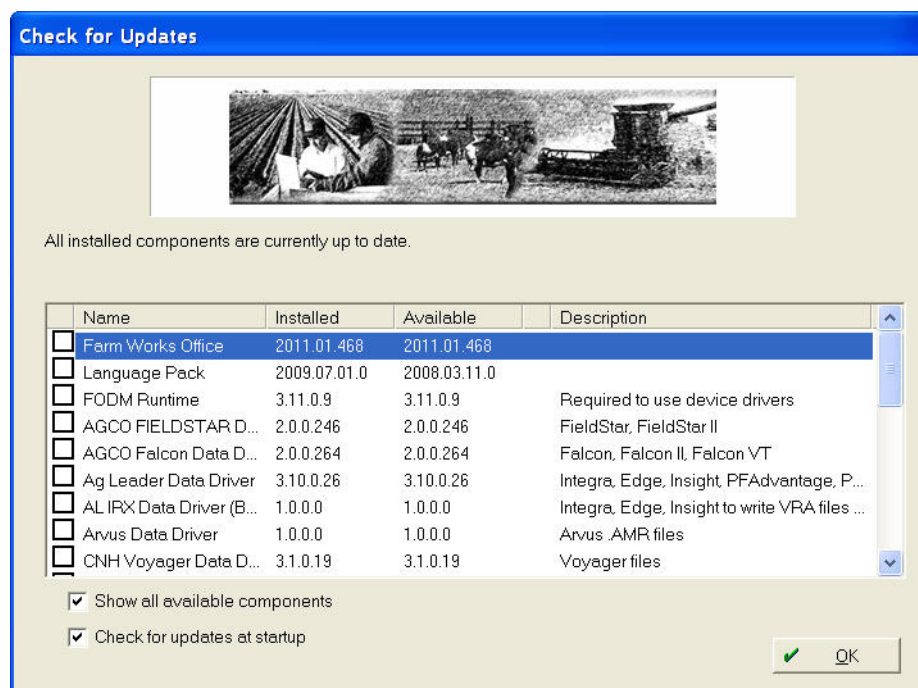 Check for Updates
All installed components are currently up to date.
Name Installed Available Description
Farm Works Office 2011.01.468 2011.01.468
Language Pack 2009.07.01.0 2008.03.11.0
FODM Runtime 3.11.0.9 3.11.0.9 Required to use device drivers
AGCO FIELDSTAR D... 2.0.0.246 2.0.0.246 FieldStar, FieldStar II
AGCO Falcon Data D... 2.0.0.264 2.0.0.264 Falcon, Falcon II, Falcon VT
Ag Leader Data Driver 3.10.0.26 3.10.0.26 Integra, Edge, Insight, PFAdvantage, P...
AL IRX Data Driver (B... 1.0.0.0 1.0.0.0 Integra, Edge, Insight to write VRA files ...
Arvus Data Driver 1.0.0.0 1.0.0.0 Arvus .AMR files
CNH Voyager Data D... 3.1.0.19 3.1.0.19 Voyager files
Show all available components
Check for updates at startup
OK